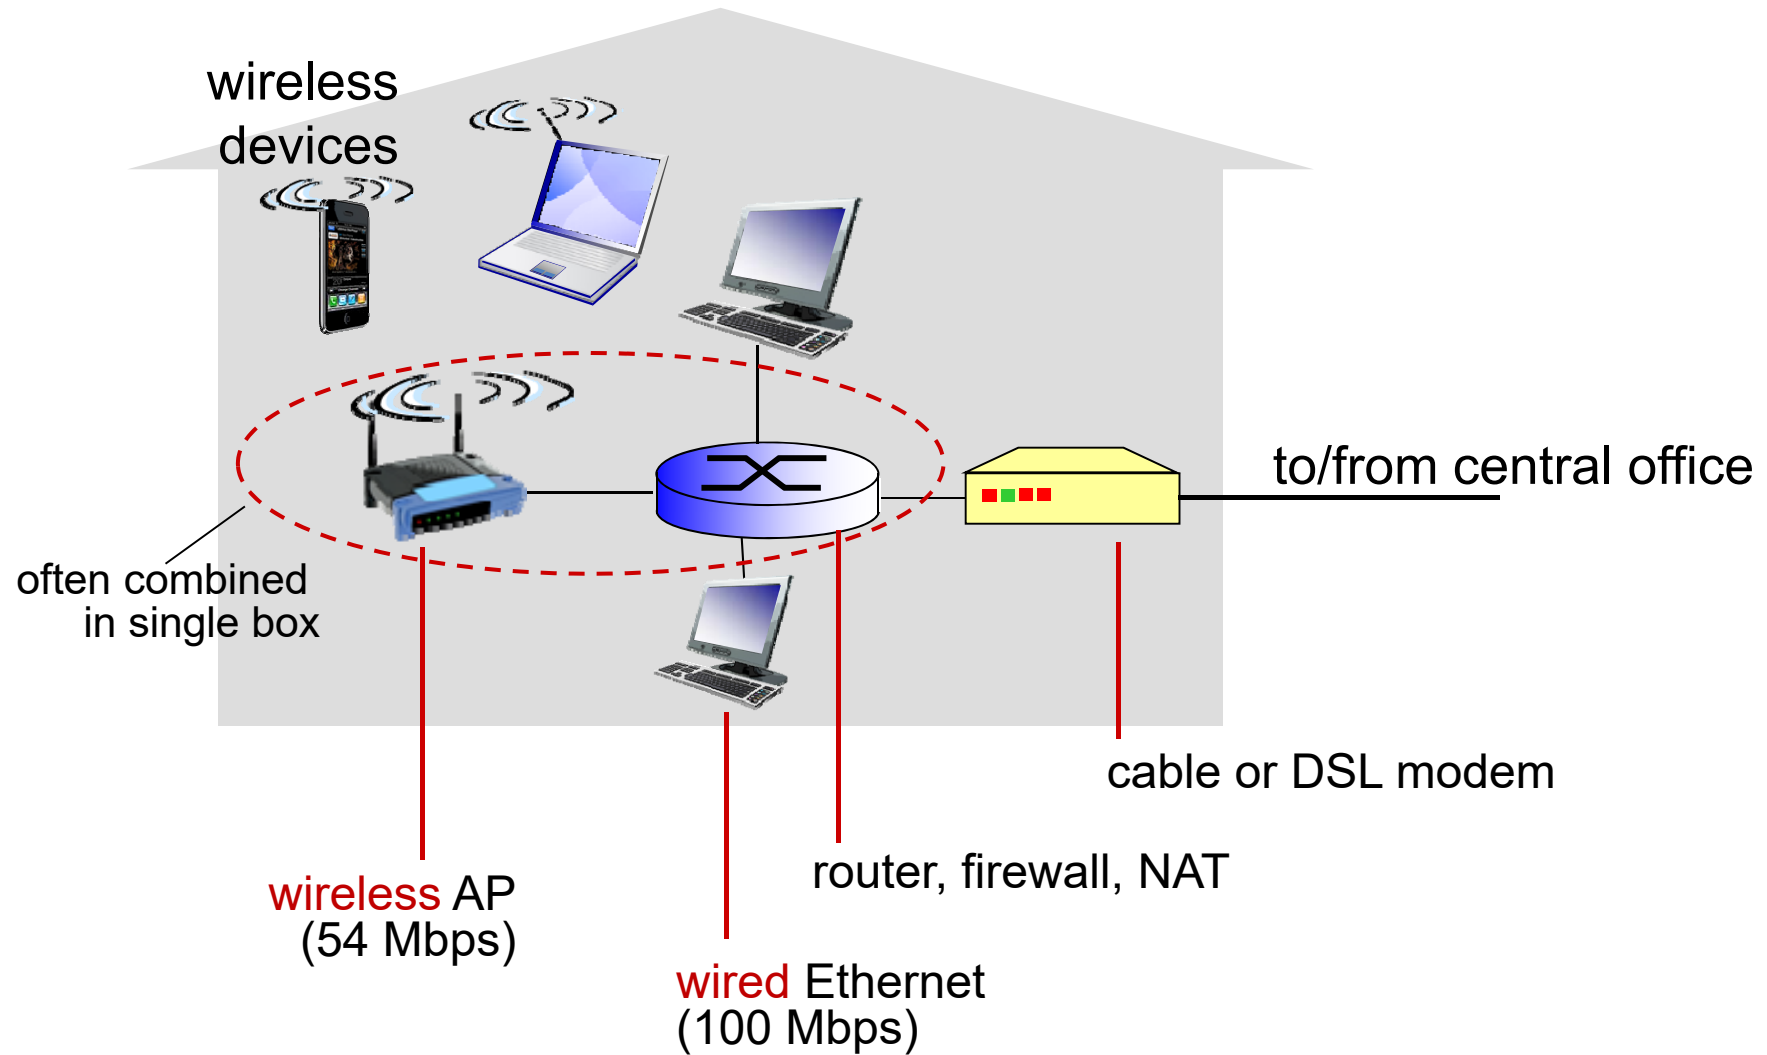 wireless
devices
to/from central office
often combined
in single box
cable or DSL modem
router, firewall, NAT
wireless AP
(54 Mbps)
wired Ethernet
(100 Mbps)